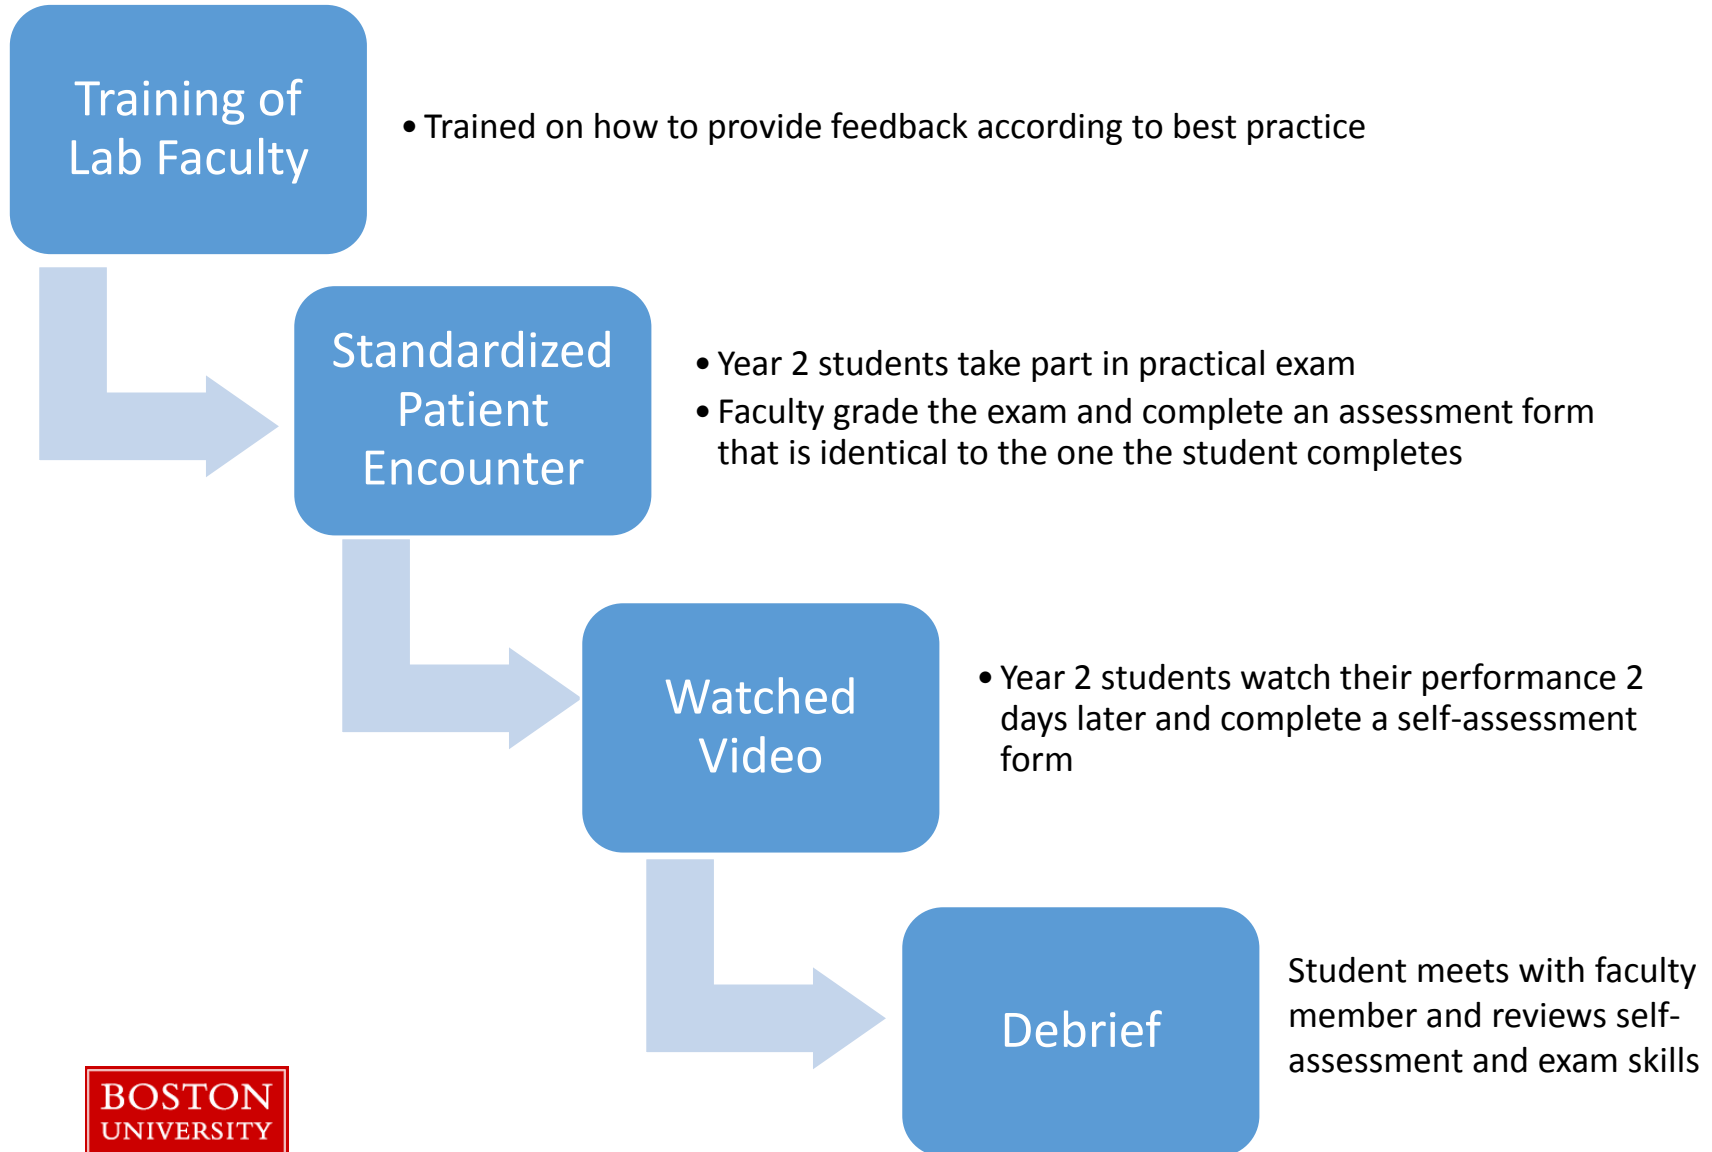 Training of
Lab Faculty
• Trained on how to provide feedback according to best practice
Standardized
Patient
Encounter
• Year 2 students take part in practical exam
• Faculty grade the exam and complete an assessment form
that is identical to the one the student completes
Watched
Video
• Year 2 students watch their performance 2
days later and complete a self-assessment
form
Debrief
Student meets with faculty
member and reviews self-
assessment and exam skills
BOSTON
UNIVERSITY